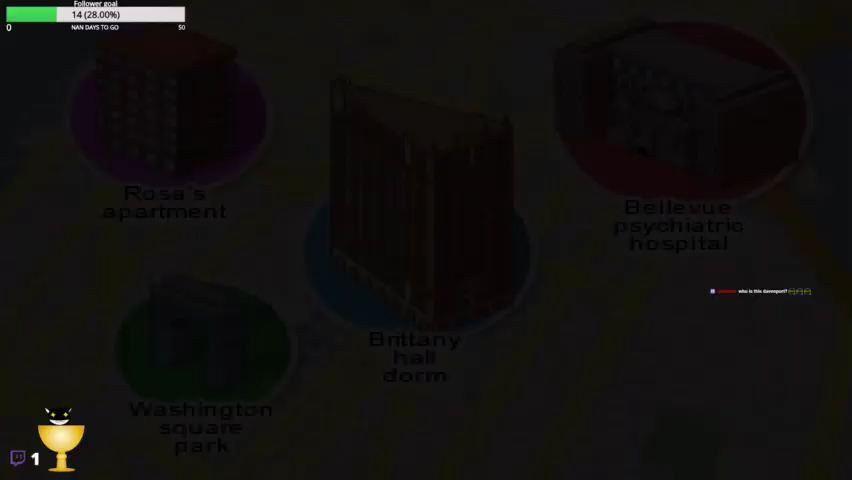 Follower goal
14 (28.00%)
0
NAN DAYS TO GO
50
Rosa's
apartment
Bellevue
psychiatric
hospital
who is this davenport?
Brittany
hall
dorm
Washington
square
park
1